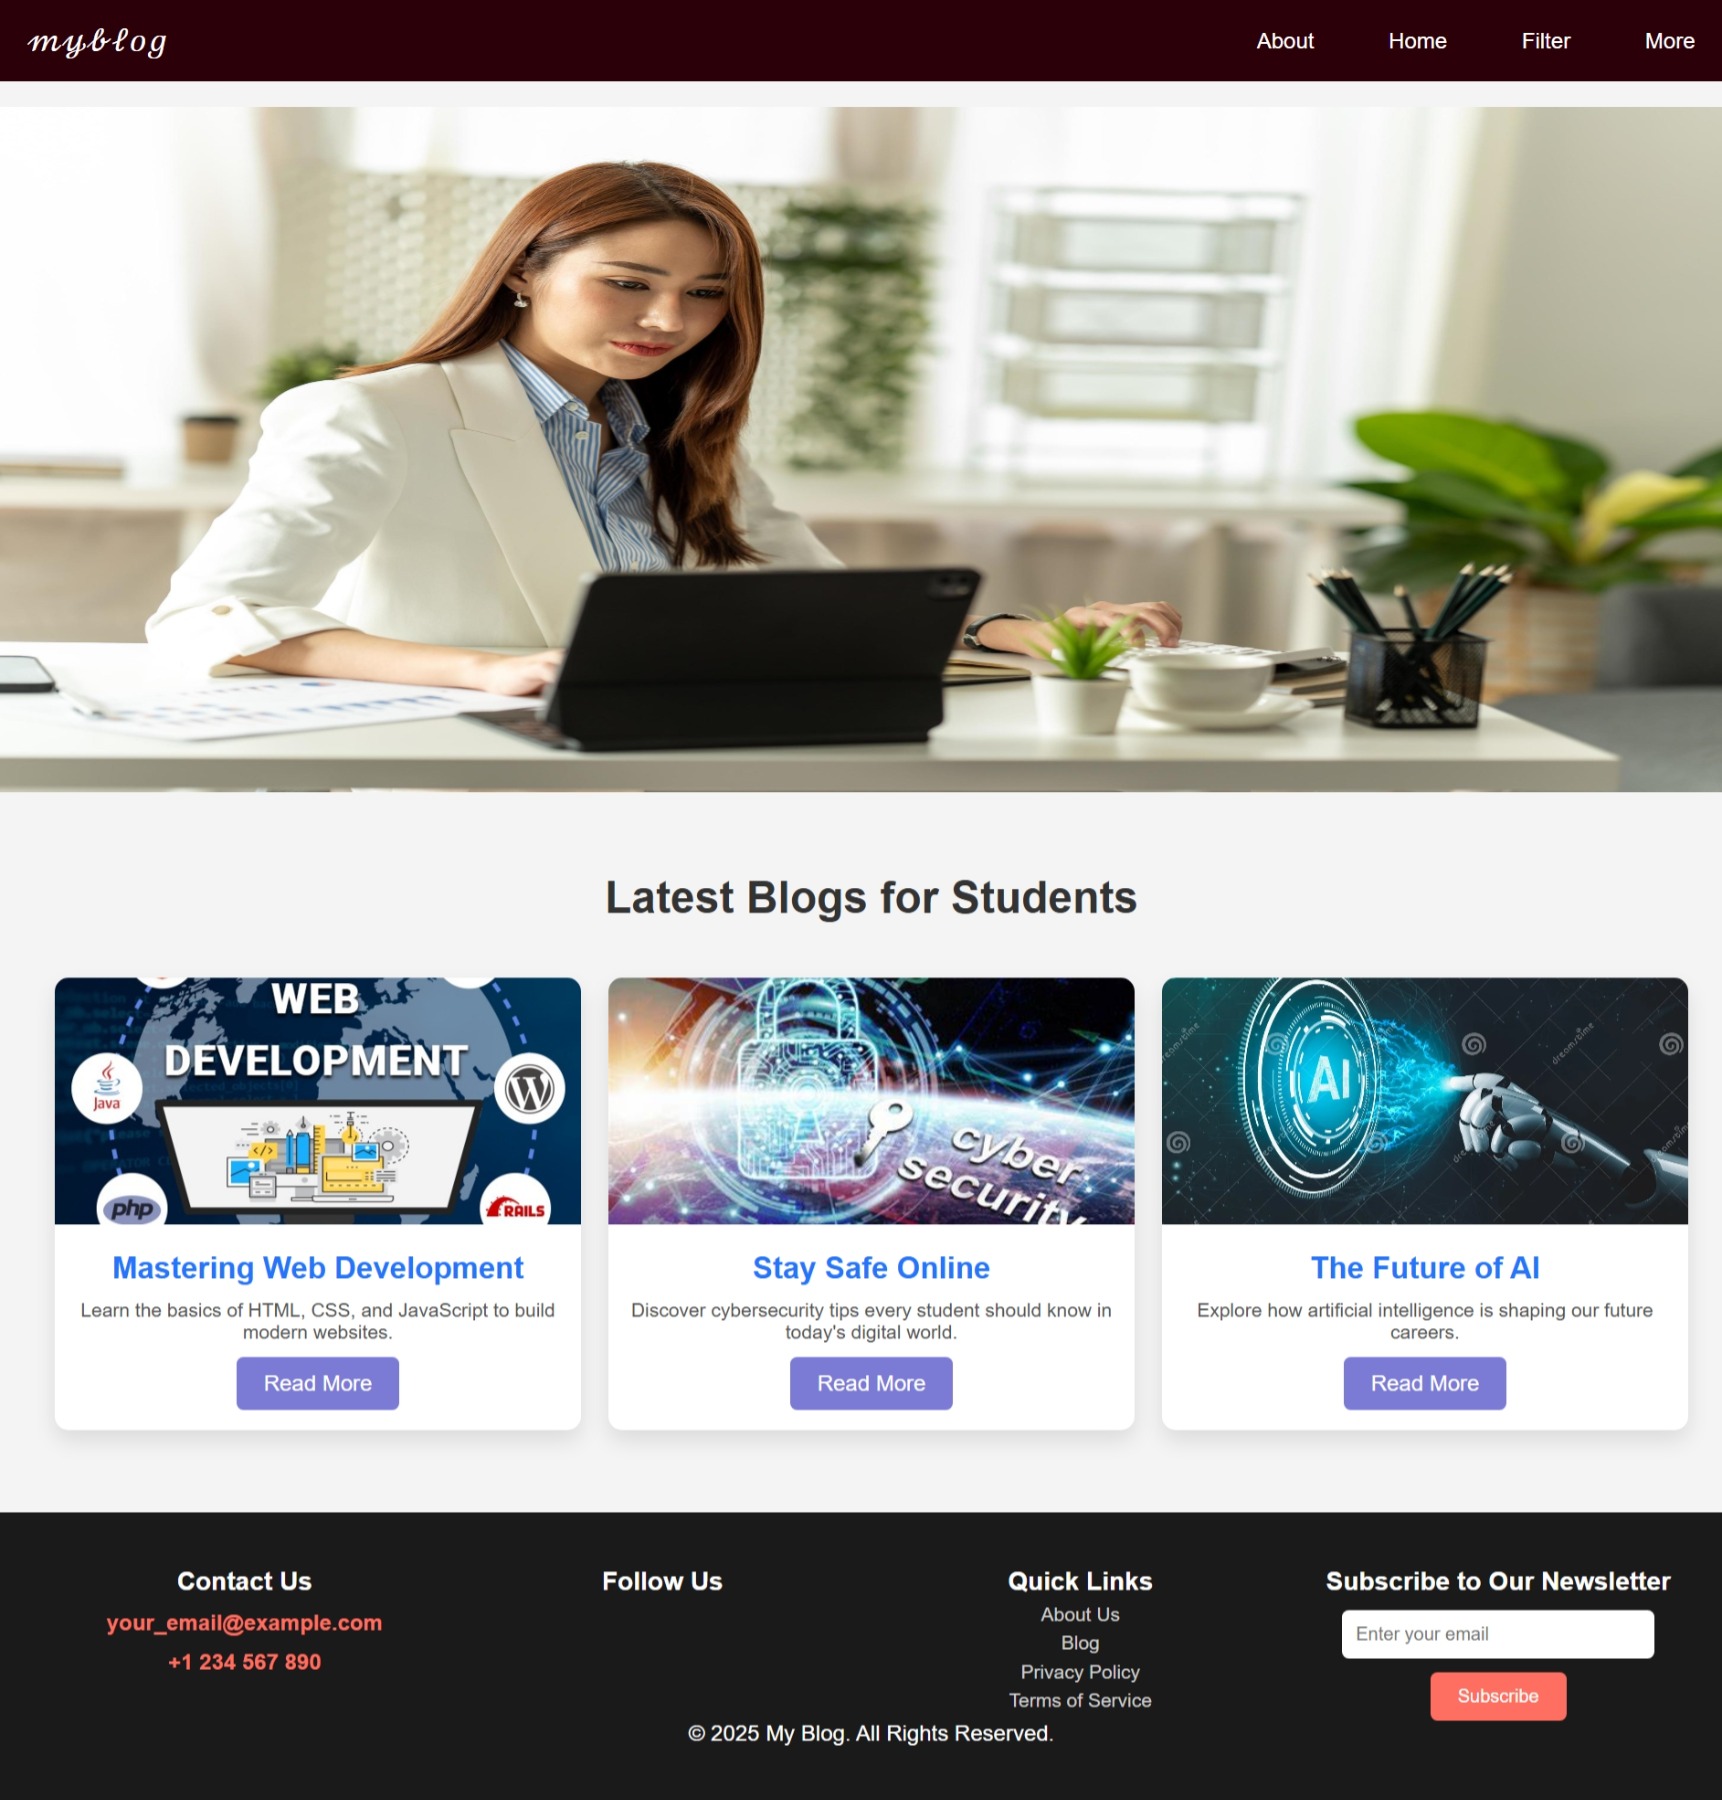 myblog
About Home Filter More
Latest Blogs for Students
WEB
DEVELOPMENT
Java
php
RAILS
cyber
security
AI
dreamstime
Mastering Web Development
Learn the basics of HTML, CSS, and JavaScript to build
modern websites.
Read More
Stay Safe Online
Discover cybersecurity tips every student should know in
today's digital world.
Read More
The Future of AI
Explore how artificial intelligence is shaping our future
careers.
Read More
Contact Us
your_email@example.com
+1 234 567 890
Follow Us
Quick Links
About Us
Blog
Privacy Policy
Terms of Service
Subscribe to Our Newsletter
Enter your email
Subscribe
© 2025 My Blog. All Rights Reserved.